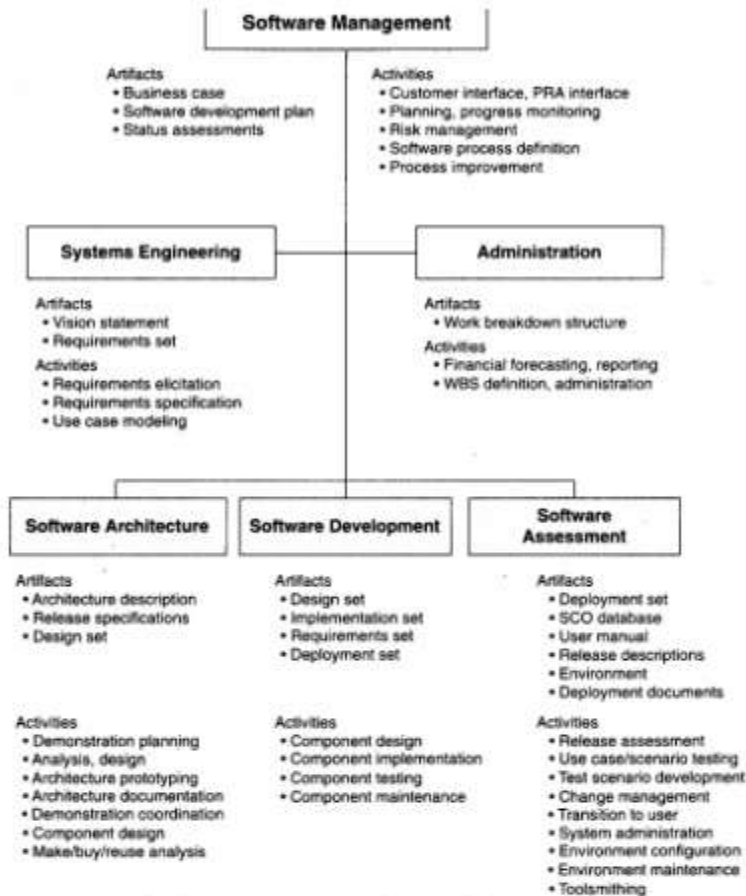 Software Management
Artifacts
• Business case
• Software development plan
• Status assessments
Activities
• Customer interface, PRA interface
• Planning, progress monitoring
• Risk management
• Software process definition
• Process improvement
Systems Engineering
Artifacts
• Vision statement
• Requirements set
Activities
• Requirements elicitation
• Requirements specification
• Use case modeling
Administration
Artifacts
• Work breakdown structure
Activities
• Financial forecasting, reporting
• WBS definition, administration
Software Architecture
Artifacts
• Architecture description
• Release specifications
• Design set
Activities
• Demonstration planning
• Analysis, design
• Architecture prototyping
• Architecture documentation
• Demonstration coordination
• Component design
• Make/buy/reuse analysis
Software Development
Artifacts
• Design set
• Implementation set
• Requirements set
• Deployment set
Activities
• Component design
• Component implementation
• Component testing
• Component maintenance
Software
Assessment
Artifacts
• Deployment set
• SCO database
• User manual
• Release descriptions
• Environment
• Deployment documents
Activities
• Release assessment
• Use case/scenario testing
• Test scenario development
• Change management
• Transition to user
• System administration
• Environment configuration
• Environment maintenance
• Toolsmithing